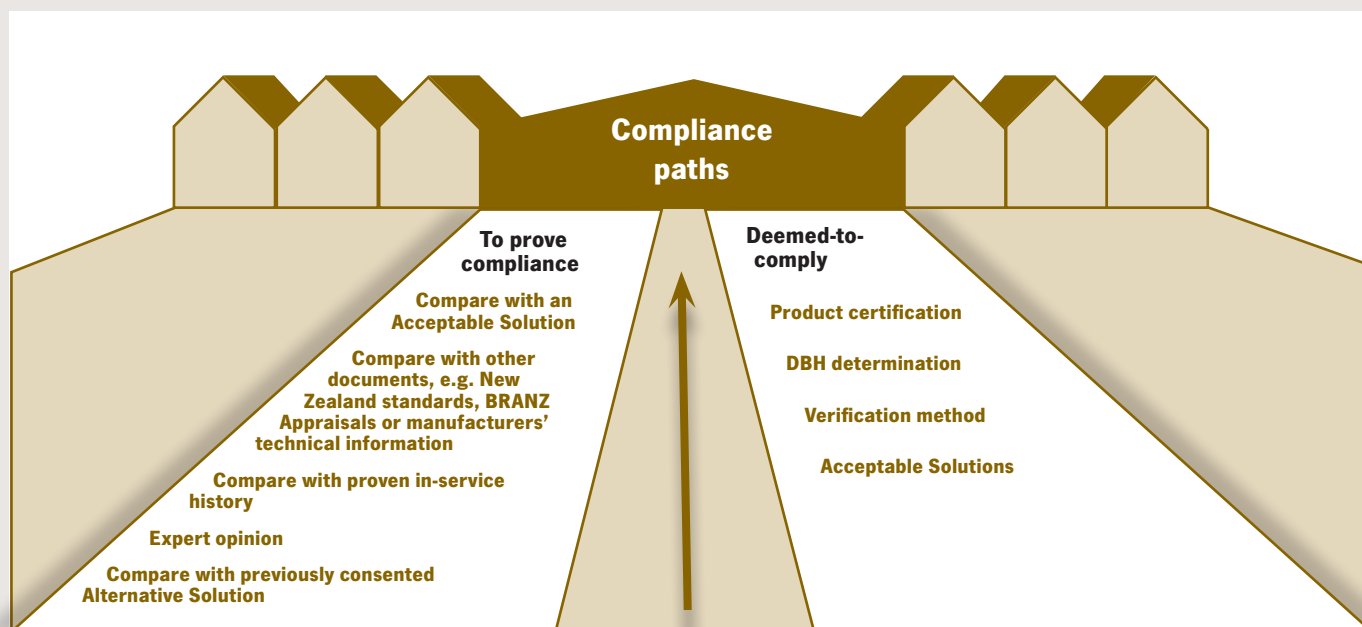 Compliance
paths
To prove
compliance
Compare with an
Acceptable Solution
Compare with other
documents, e.g. New
Zealand standards, BRANZ
Appraisals or manufacturers’
technical information
Compare with proven in-service
history
Expert opinion
Compare with previously consented
Alternative Solution
Deemed-to-
comply
Product certification
DBH determination
Verification method
Acceptable Solutions